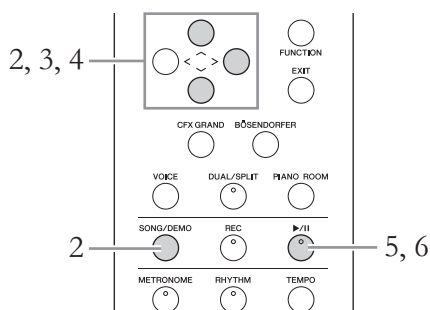 2, 3, 4
FUNCTION
EXIT
CFX GRAND BÖSENDORFER
VOICE DUAL/SPLIT PIANO ROOM
SONG/DEMO REC ►/II
2
5, 6
METRONOME RHYTHM TEMPO